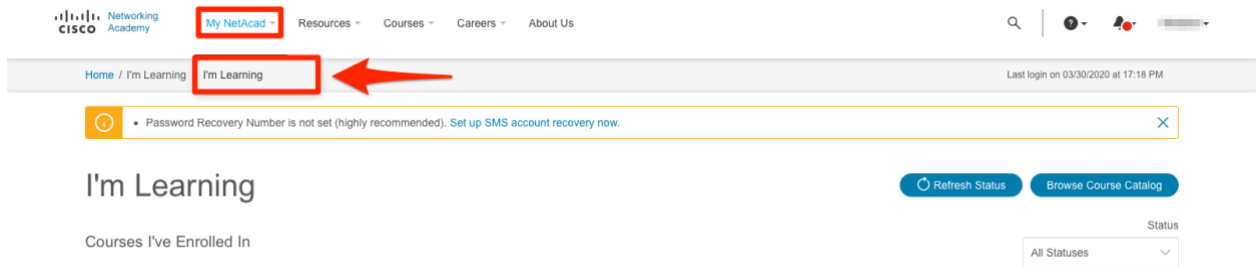 Networking
CISCO Academy
My NetAcad Resources Courses Careers About Us
Home / I'm Learning I'm Learning Last login on 03/30/2020 at 17:18 PM
• Password Recovery Number is not set (highly recommended). Set up SMS account recovery now.
I'm Learning Refresh Status Browse Course Catalog
Status
Courses I've Enrolled In
All Statuses